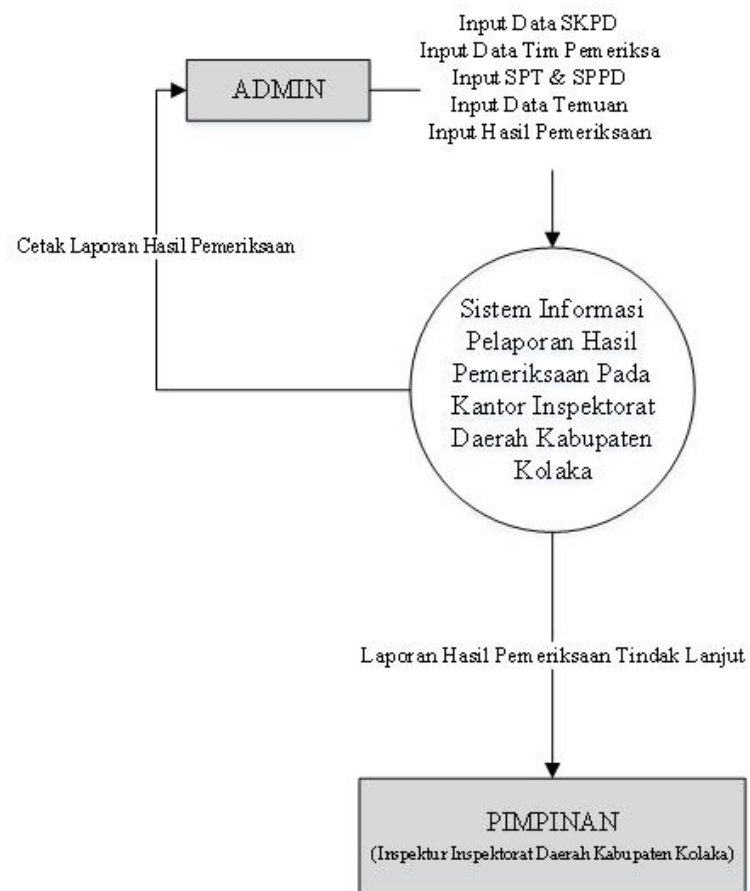 Input Data SKPD
Input Data Tim Pemeriksa
Input SPT & SPPD
Input Data Temuan
Input Hasil Pemeriksaan
ADMIN
Cetak Laporan Hasil Pemeriksaan
Sistem Informasi
Pelaporan Hasil
Pemeriksaan Pada
Kantor Inspektorat
Daerah Kabupaten
Kolaka
Laporan Hasil Pemeriksaan Tindak Lanjut
PIMPINAN
(Inspektur Inspektorat Daerah Kabupaten Kolaka)